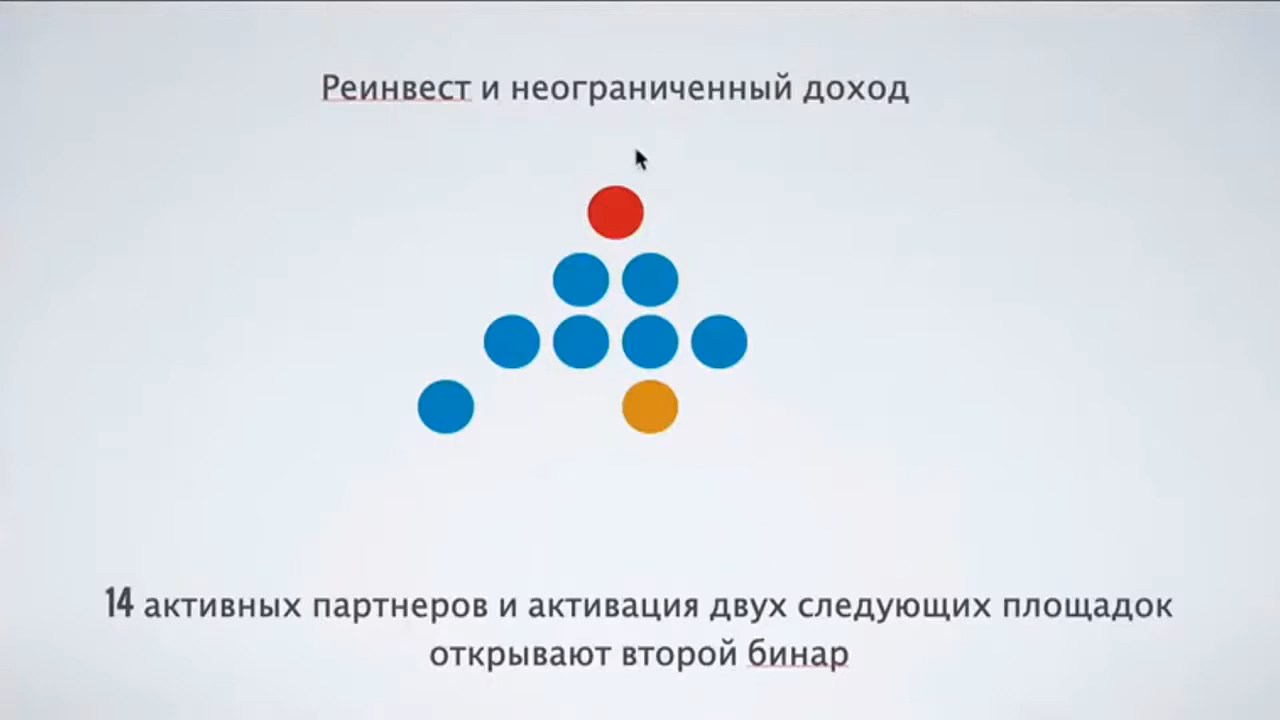 Реинвест и неограниченный доход
14 активных партнеров и активация двух следующих площадок
открывают второй бинар